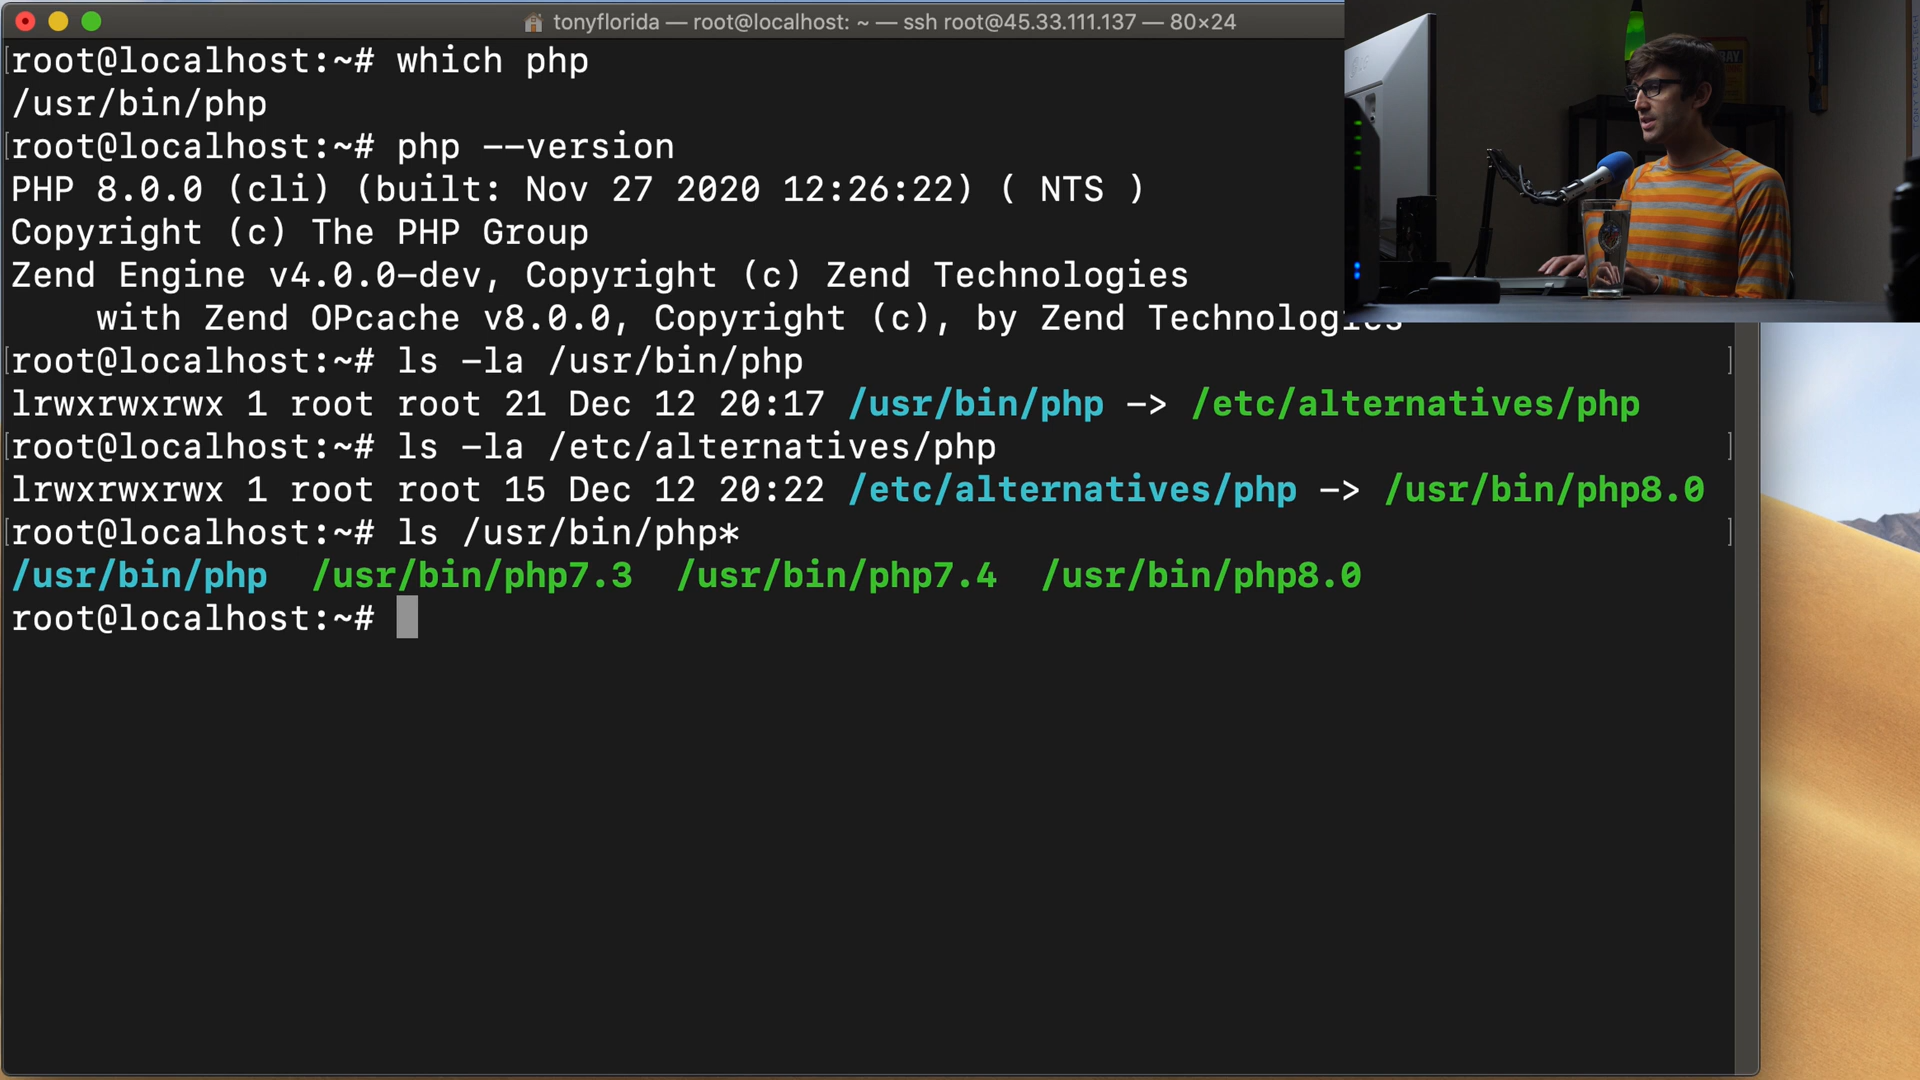 tonyflorida — root@localhost: ~ — ssh root@45.33.111.137 — 80×24
root@localhost:~# which php
/usr/bin/php
root@localhost:~# php --version
PHP 8.0.0 (cli) (built: Nov 27 2020 12:26:22) ( NTS )
Copyright (c) The PHP Group
Zend Engine v4.0.0-dev, Copyright (c) Zend Technologies
    with Zend OPcache v8.0.0, Copyright (c), by Zend Technologies
root@localhost:~# ls -la /usr/bin/php
lrwxrwxrwx 1 root root 21 Dec 12 20:17 /usr/bin/php -> /etc/alternatives/php
root@localhost:~# ls -la /etc/alternatives/php
lrwxrwxrwx 1 root root 15 Dec 12 20:22 /etc/alternatives/php -> /usr/bin/php8.0
root@localhost:~# ls /usr/bin/php*
/usr/bin/php  /usr/bin/php7.3  /usr/bin/php7.4  /usr/bin/php8.0
root@localhost:~#